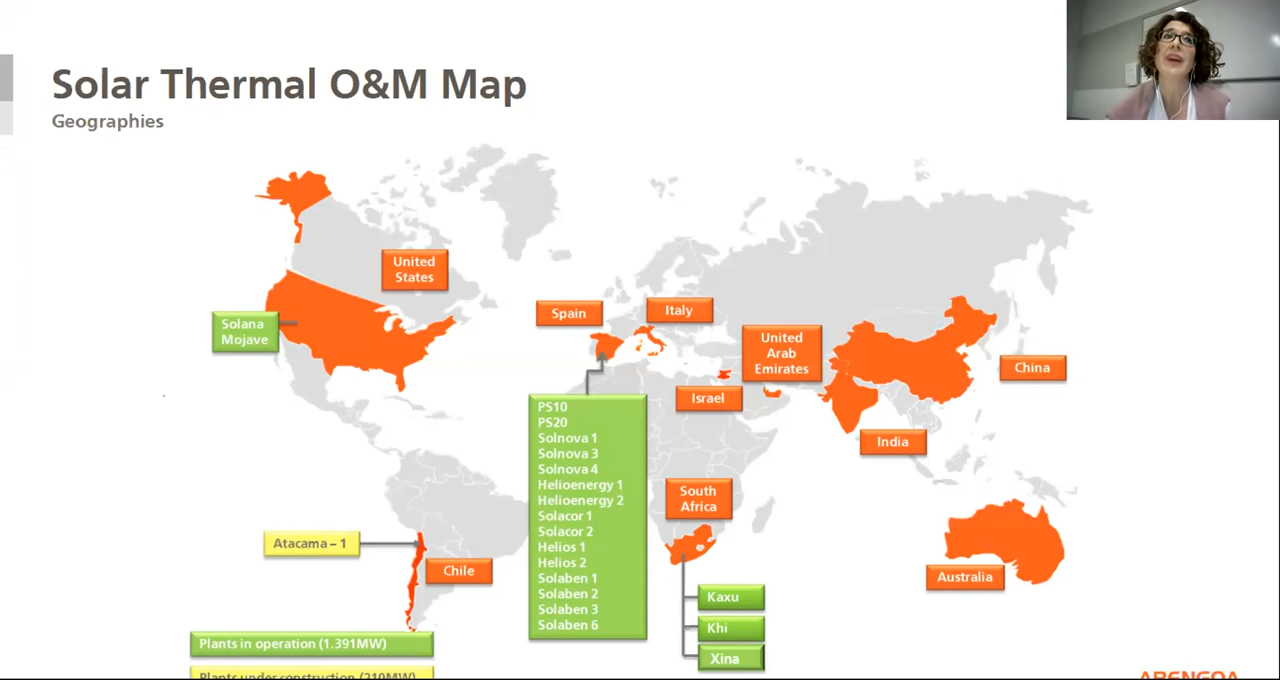 Solar Thermal O&M Map
Geographies
United
States
Solana
Mojave
Spain
Italy
United
Arab
Emirates
China
Israel
India
PS10
PS20
Solnova 1
Solnova 3
Solnova 4
Helioenergy 1
Helioenergy 2
Solacor 1
Solacor 2
Helios 1
Helios 2
Solaben 1
Solaben 2
Solaben 3
Solaben 6
South
Africa
Atacama – 1
Chile
Australia
Kaxu
Khi
Xina
Plants in operation (1.391MW)
Plants under construction (210MW)
ABENGOA